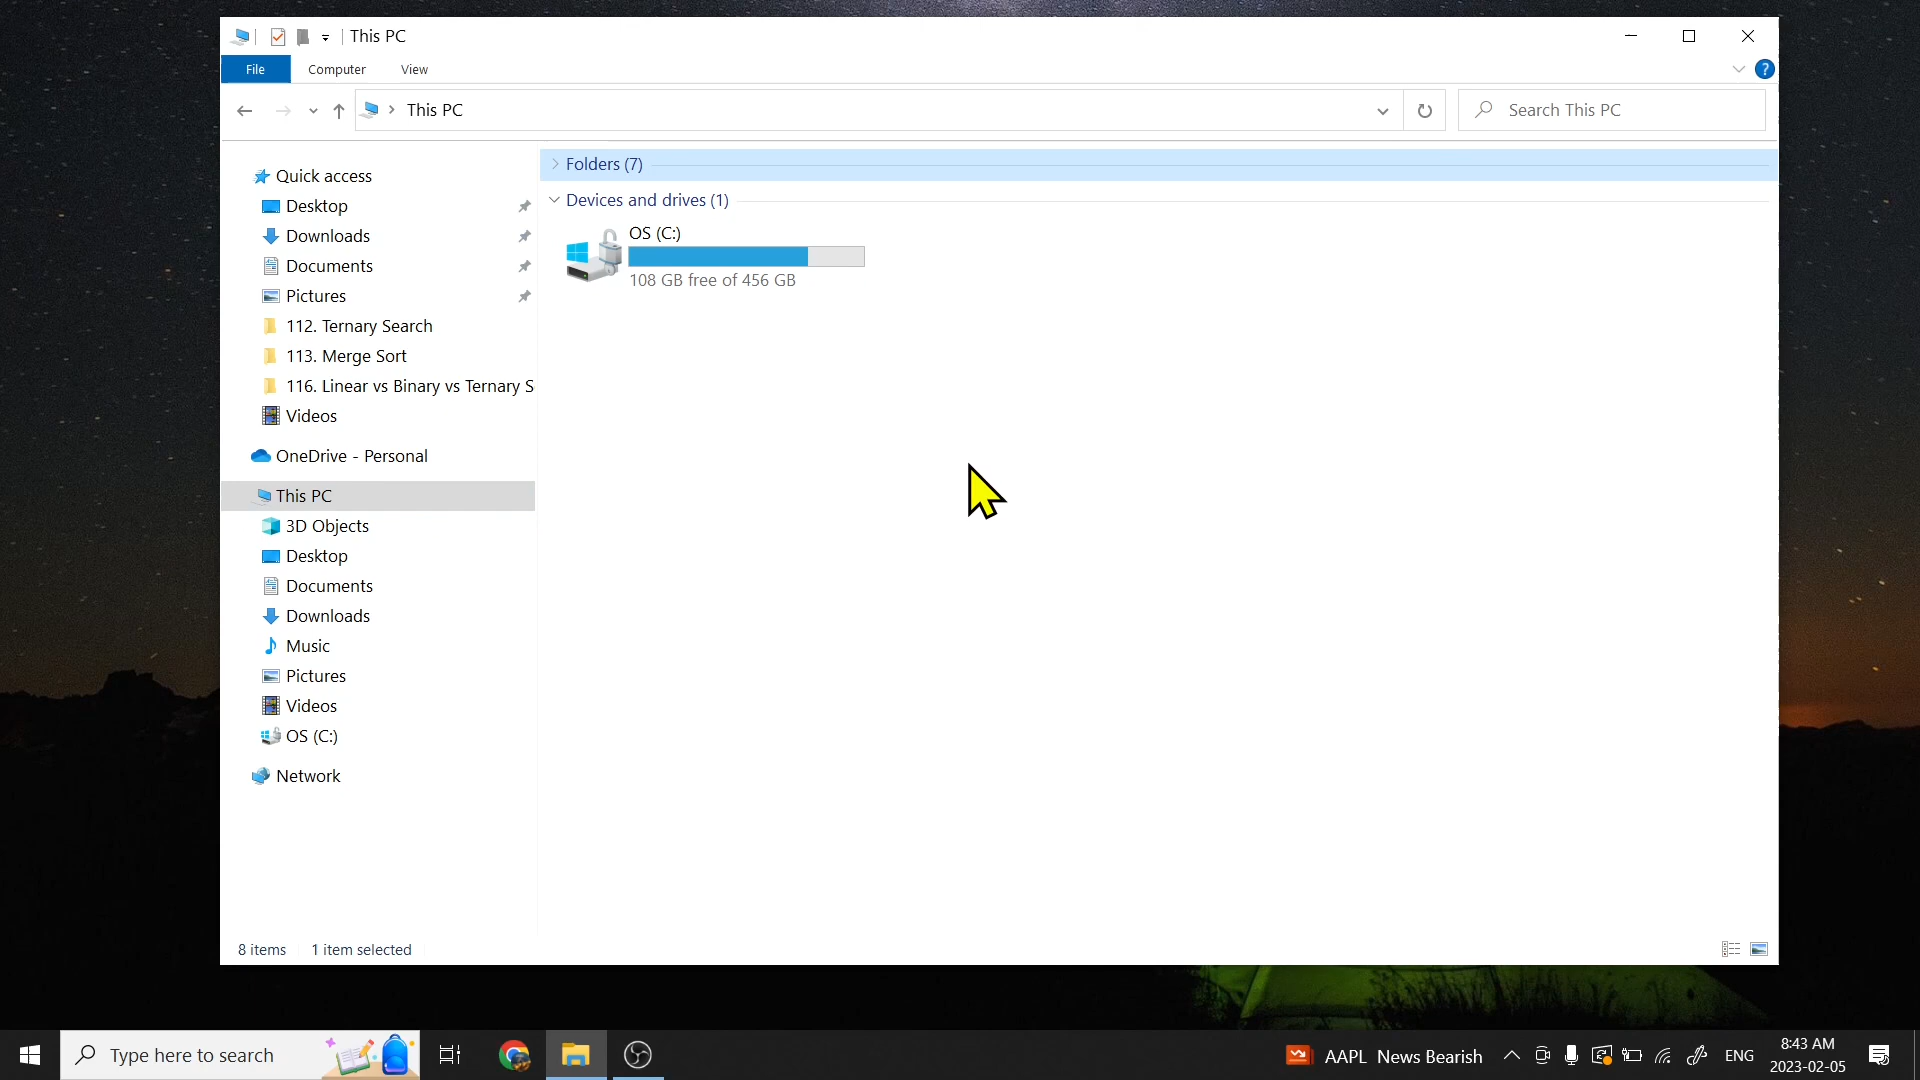 This PC
File Computer View
?
This PC
Search This PC
Quick access
Desktop
Downloads
Documents
Pictures
112. Ternary Search
113. Merge Sort
116. Linear vs Binary vs Ternary S
Videos
OneDrive - Personal
This PC
3D Objects
Desktop
Documents
Downloads
Music
Pictures
Videos
OS (C:)
Network
Folders (7)
Devices and drives (1)
OS (C:)
108 GB free of 456 GB
8 items 1 item selected
Type here to search
AAPL News Bearish
ENG
8:43 AM
2023-02-05